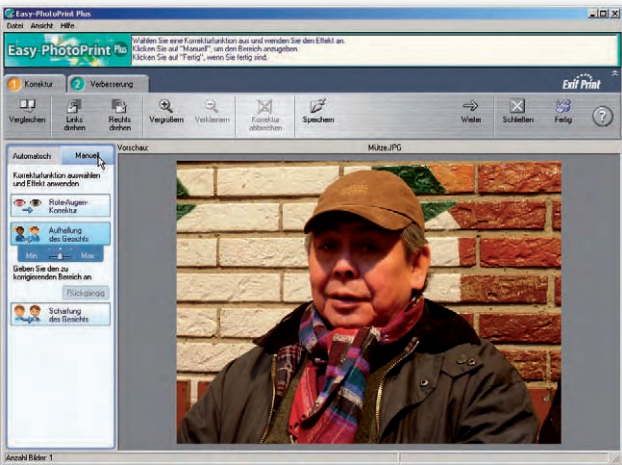 Easy-PhotoPrint Plus
Datei Ansicht Hilfe
Easy-PhotoPrint Plus
Wählen Sie eine Korrekturfunktion aus und wenden Sie den Effekt an.
Klicken Sie auf "Manuell", um den Bereich anzugeben.
Klicken Sie auf "Fertig", wenn Sie fertig sind.
1 Korrektur 2 Verbesserung
Exif Print
Vergleichen Links drehen Rechts drehen Vergrößern Verkleinern Korrektur abbrechen Speichern Weiter Schließen Fertig ?
Automatisch Manuell
Vorschau: Mütze.JPG
Korrekturfunktion auswählen
und Effekt anwenden
Rote-Augen-
Korrektur
Aufhellung
des Gesichts
Min Max
Geben Sie den zu
korrigierenden Bereich an.
Rückgängig
Schärfung
des Gesichts
Anzahl Bilder: 1